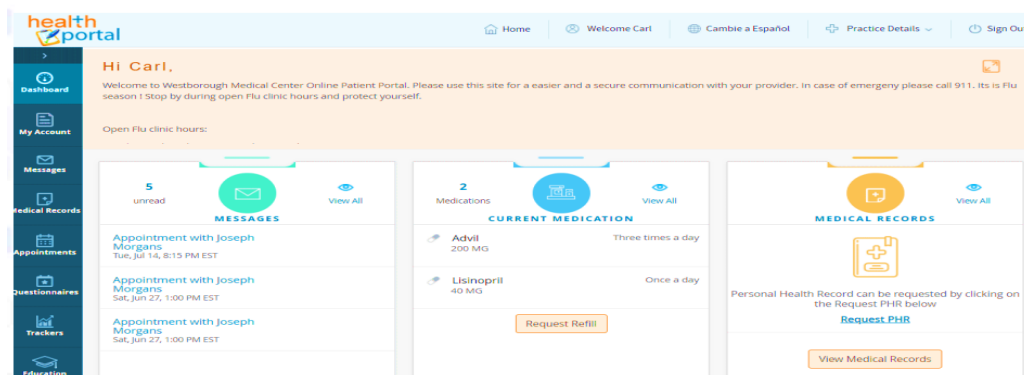 health
portal
Home
Welcome Carl
Cambie a Español
Practice Details
Sign Out
Dashboard
My Account
Messages
Medical Records
Appointments
Questionnaires
Trackers
Education
Hi Carl,
Welcome to Westborough Medical Center Online Patient Portal. Please use this site for a easier and a secure communication with your provider. In case of emergeny please call 911. Its is Flu
season ! Stop by during open Flu clinic hours and protect yourself.
Open Flu clinic hours:
5
unread
View All
MESSAGES
Appointment with Joseph
Morgans
Tue, Jul 14, 8:15 PM EST
Appointment with Joseph
Morgans
Sat, Jun 27, 1:00 PM EST
Appointment with Joseph
Morgans
Sat, Jun 27, 1:00 PM EST
2
Medications
View All
CURRENT MEDICATION
Advil
Three times a day
200 MG
Lisinopril
Once a day
40 MG
Request Refill
View All
MEDICAL RECORDS
Personal Health Record can be requested by clicking on
the Request PHR below
Request PHR
View Medical Records